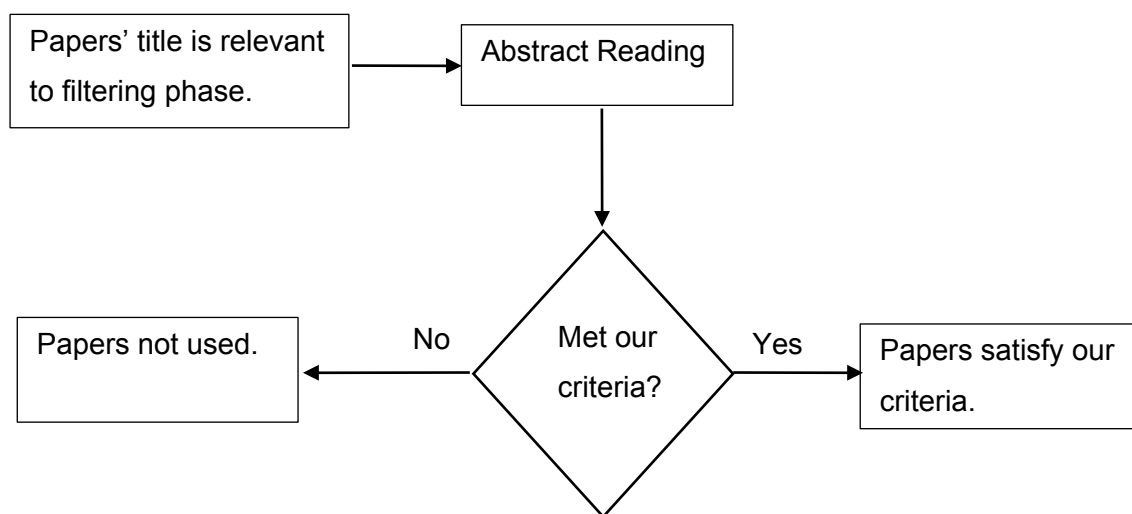 Papers’ title is relevant
to filtering phase.
Abstract Reading
Met our
criteria?
No
Papers not used.
Yes
Papers satisfy our
criteria.